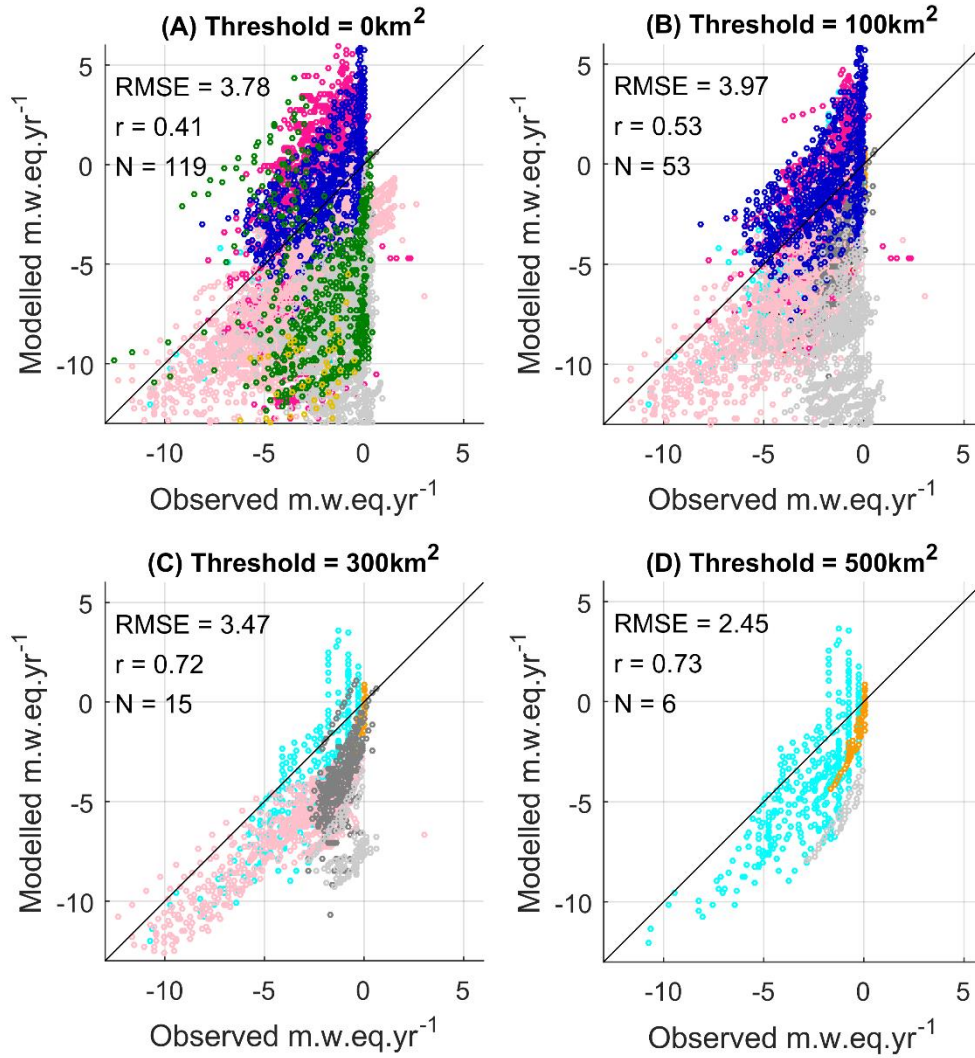 (A) Threshold = 0km²
RMSE = 3.78
r = 0.41
N = 119
5
0
-5
-10
Modelled m.w.eq.yr⁻¹
-10 -5 0 5
Observed m.w.eq.yr⁻¹
(B) Threshold = 100km²
RMSE = 3.97
r = 0.53
N = 53
5
0
-5
-10
Modelled m.w.eq.yr⁻¹
-10 -5 0 5
Observed m.w.eq.yr⁻¹
(C) Threshold = 300km²
RMSE = 3.47
r = 0.72
N = 15
5
0
-5
-10
Modelled m.w.eq.yr⁻¹
-10 -5 0 5
Observed m.w.eq.yr⁻¹
(D) Threshold = 500km²
RMSE = 2.45
r = 0.73
N = 6
5
0
-5
-10
Modelled m.w.eq.yr⁻¹
-10 -5 0 5
Observed m.w.eq.yr⁻¹